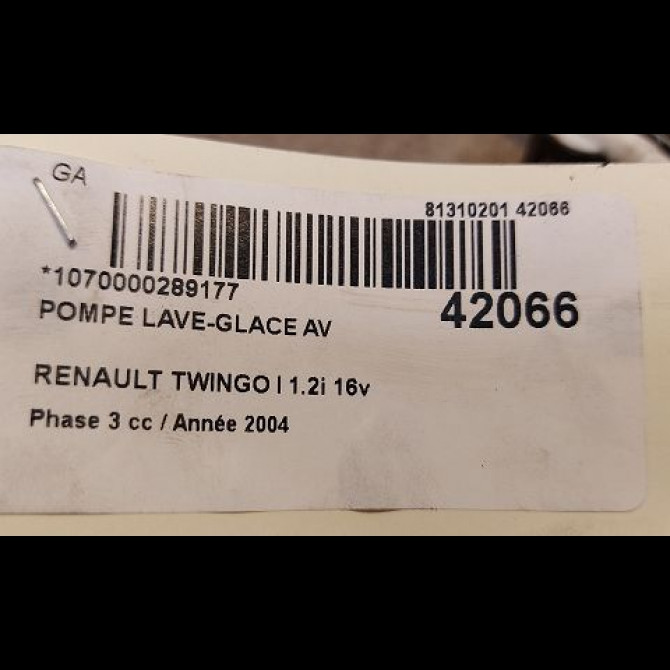 GA
81310201 42066
*1070000289177
42066
POMPE LAVE-GLACE AV
RENAULT TWINGO I 1.2i 16v
Phase 3 cc / Année 2004